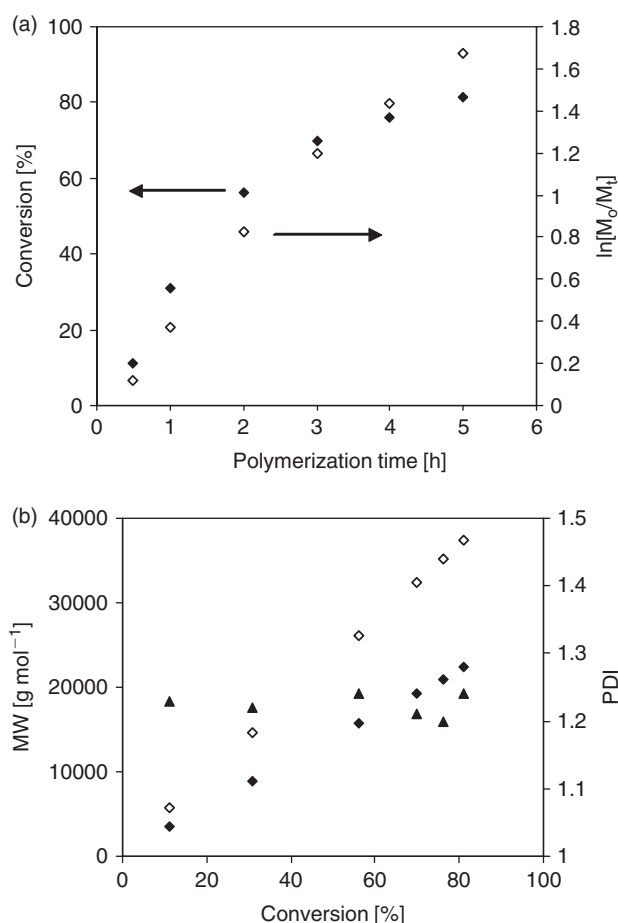 (a)
100
80
60
40
20
0
Conversion [%]
1.8
1.6
1.4
1.2
1
0.8
0.6
0.4
0.2
0
ln[M₀/Mₜ]
0 1 2 3 4 5 6
Polymerization time [h]
(b)
40000
30000
20000
10000
0
MW [g mol⁻¹]
1.5
1.4
1.3
1.2
1.1
1
PDI
0 20 40 60 80 100
Conversion [%]